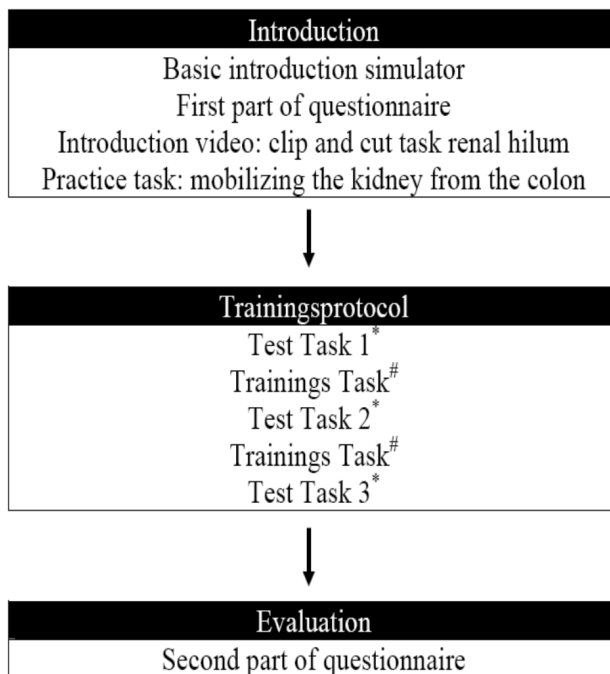 Introduction
Basic introduction simulator
First part of questionnaire
Introduction video: clip and cut task renal hilum
Practice task: mobilizing the kidney from the colon
Trainingsprotocol
Test Task 1*
Trainings Task#
Test Task 2*
Trainings Task#
Test Task 3*
Evaluation
Second part of questionnaire